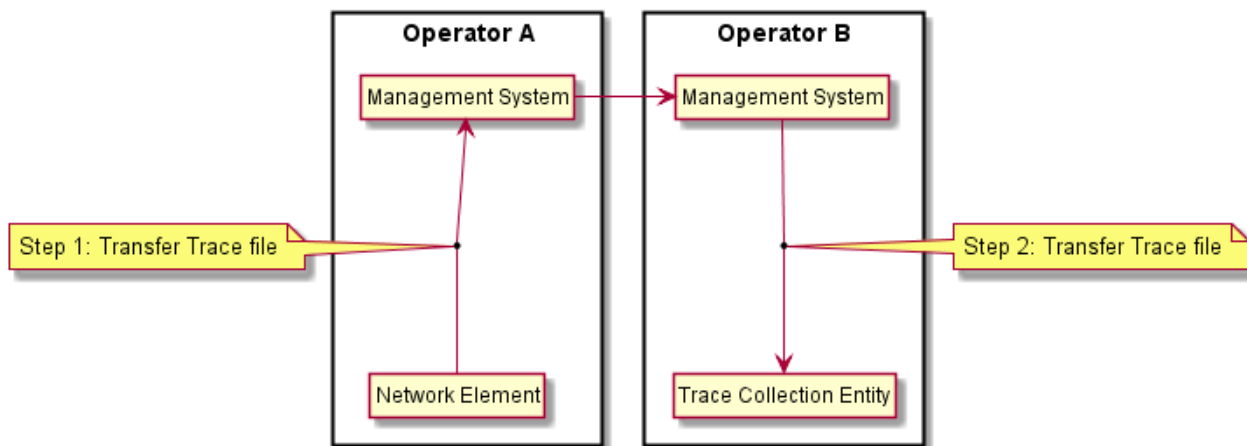 Operator A
Operator B
Management System
Management System
Step 1: Transfer Trace file
Step 2: Transfer Trace file
Network Element
Trace Collection Entity